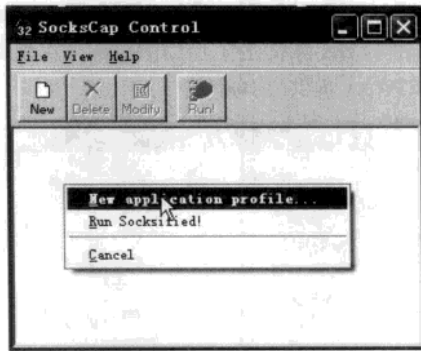 32 SocksCap Control
File View Help
New Delete Modify Run!
New application profile...
Run Socksified!
Cancel